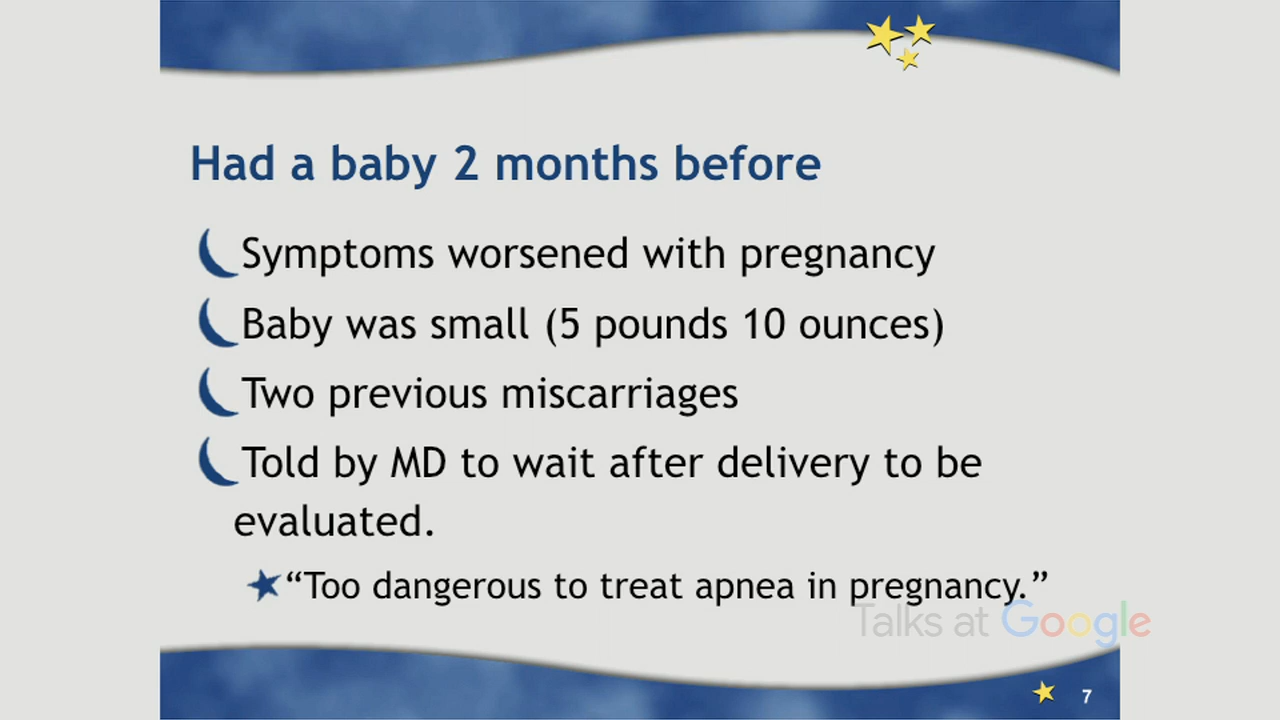 Had a baby 2 months before
Symptoms worsened with pregnancy
Baby was small (5 pounds 10 ounces)
Two previous miscarriages
Told by MD to wait after delivery to be
evaluated.
“Too dangerous to treat apnea in pregnancy.”
Talks at Google
7